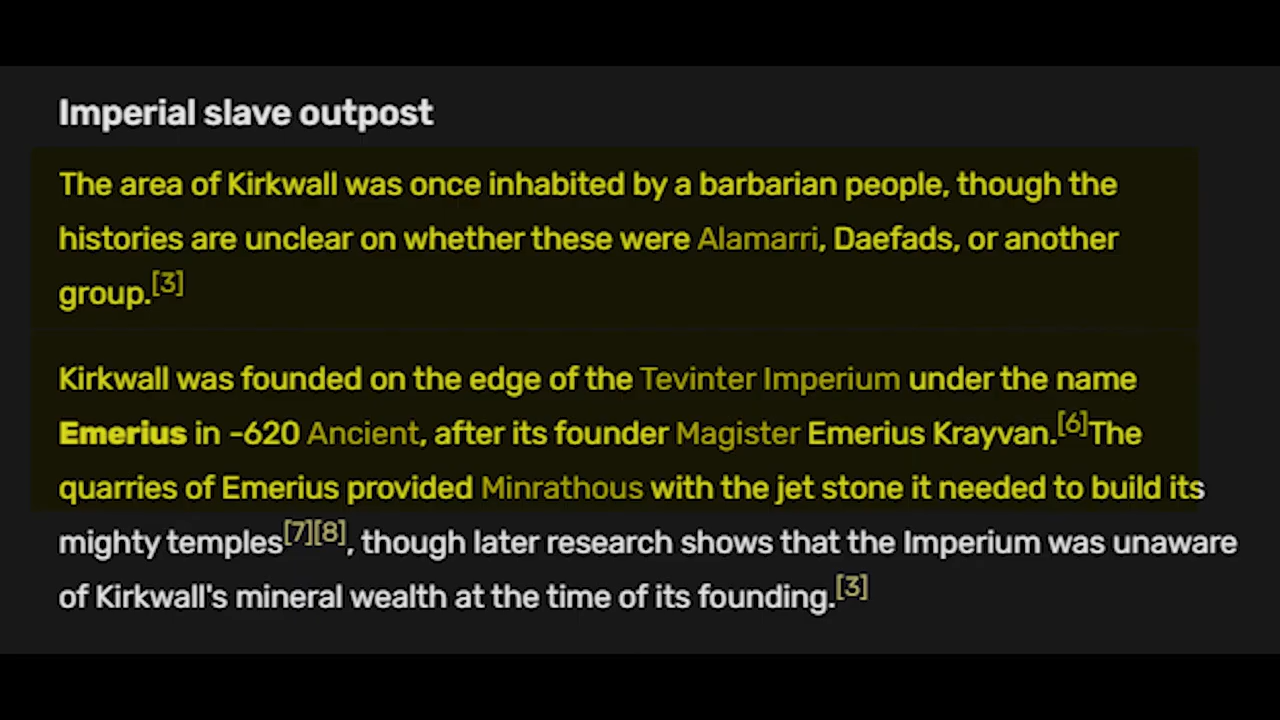 Imperial slave outpost
The area of Kirkwall was once inhabited by a barbarian people, though the
histories are unclear on whether these were Alamarri, Daefads, or another
group.[3]
Kirkwall was founded on the edge of the Tevinter Imperium under the name
Emerius in -620 Ancient, after its founder Magister Emerius Krayvan.[6]The
quarries of Emerius provided Minrathous with the jet stone it needed to build its
mighty temples[7][8], though later research shows that the Imperium was unaware
of Kirkwall's mineral wealth at the time of its founding.[3]